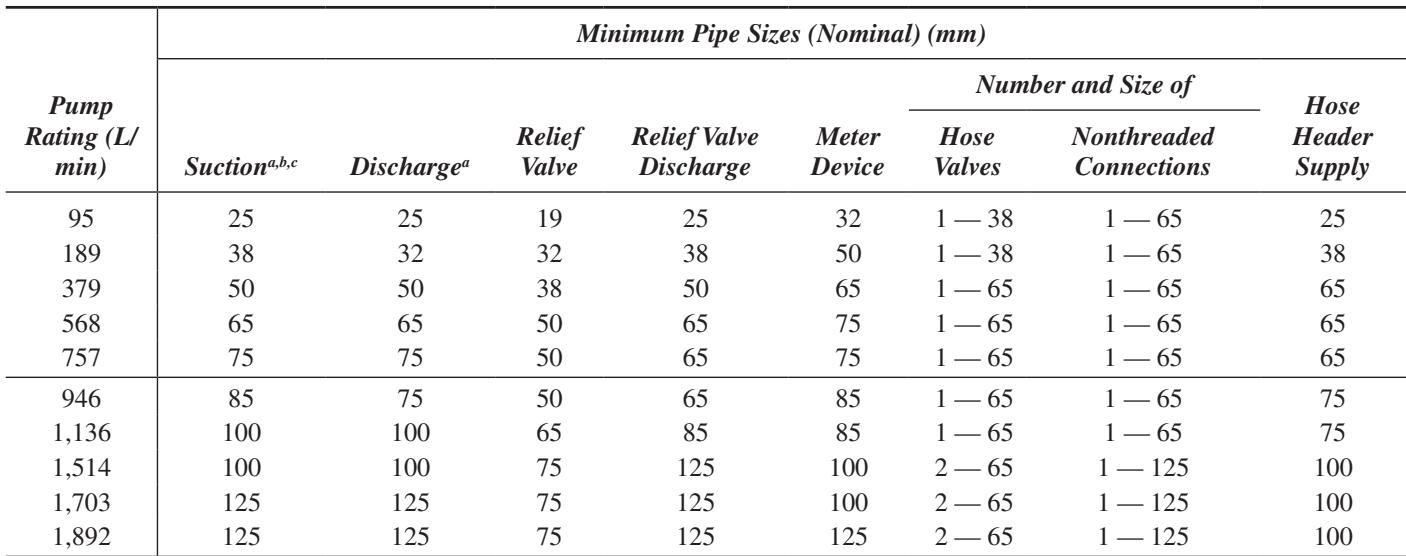 Minimum Pipe Sizes (Nominal) (mm)
Number and Size of
Pump Rating (L/min) Suction^a,b,c Discharge^a Relief Valve Relief Valve Discharge Meter Device Hose Valves Nonthreaded Connections Hose Header Supply
95 25 25 19 25 32 1 — 38 1 — 65 25
189 38 32 32 38 50 1 — 38 1 — 65 38
379 50 50 38 50 65 1 — 65 1 — 65 65
568 65 65 50 65 75 1 — 65 1 — 65 65
757 75 75 50 65 75 1 — 65 1 — 65 65
946 85 75 50 65 85 1 — 65 1 — 65 75
1,136 100 100 65 85 85 1 — 65 1 — 65 75
1,514 100 100 75 125 100 2 — 65 1 — 125 100
1,703 125 125 75 125 100 2 — 65 1 — 125 100
1,892 125 125 75 125 125 2 — 65 1 — 125 100